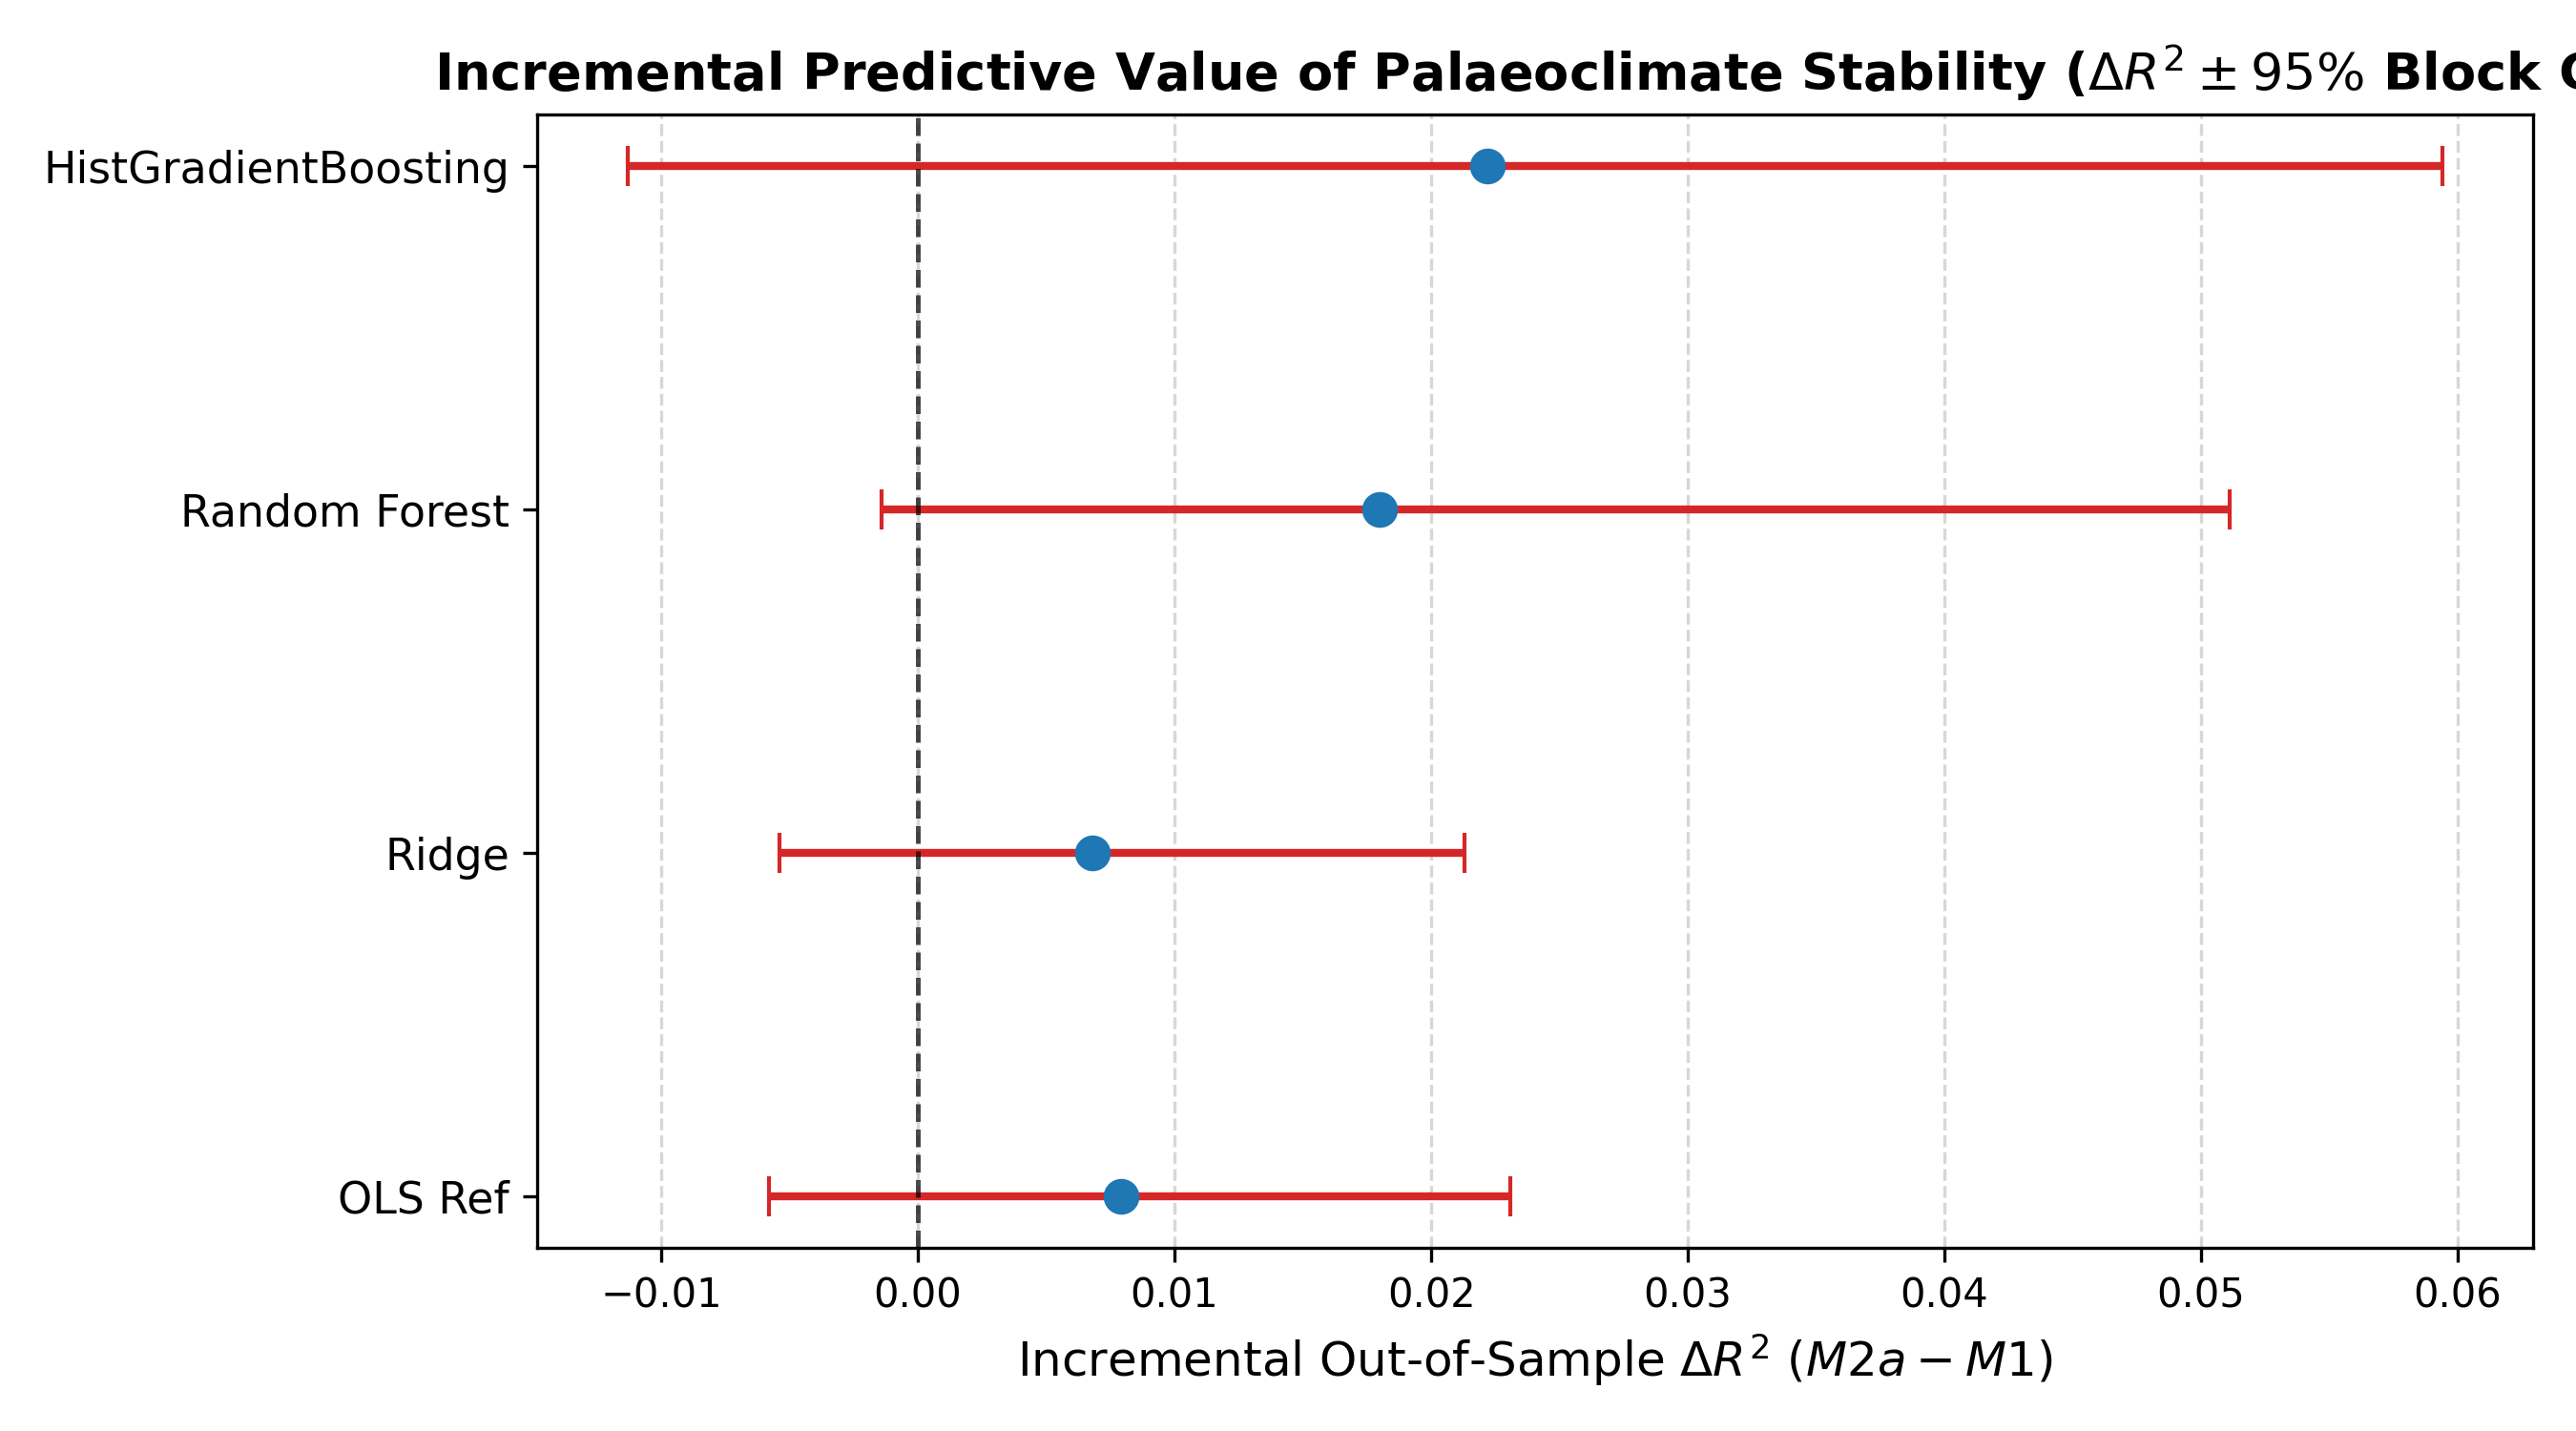 Incremental Predictive Value of Palaeoclimate Stability (ΔR² ± 95% Block
HistGradientBoosting
Random Forest
Ridge
OLS Ref
−0.01 0.00 0.01 0.02 0.03 0.04 0.05 0.06
Incremental Out-of-Sample ΔR² (M2a − M1)